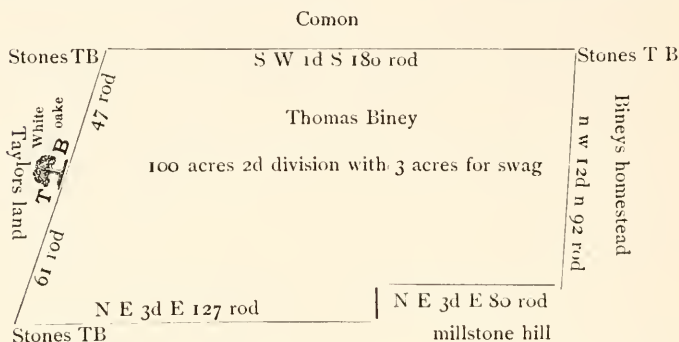 Comon
Stones TB
S W 1d S 180 rod
Stones T B
47 rod
White
oake
T B
Taylors land
61 rod
Thomas Biney
100 acres 2d division with 3 acres for swag
n w 12d n 92 rod
Bineys homestead
N E 3d E 127 rod
N E 3d E 80 rod
Stones TB
millstone hill